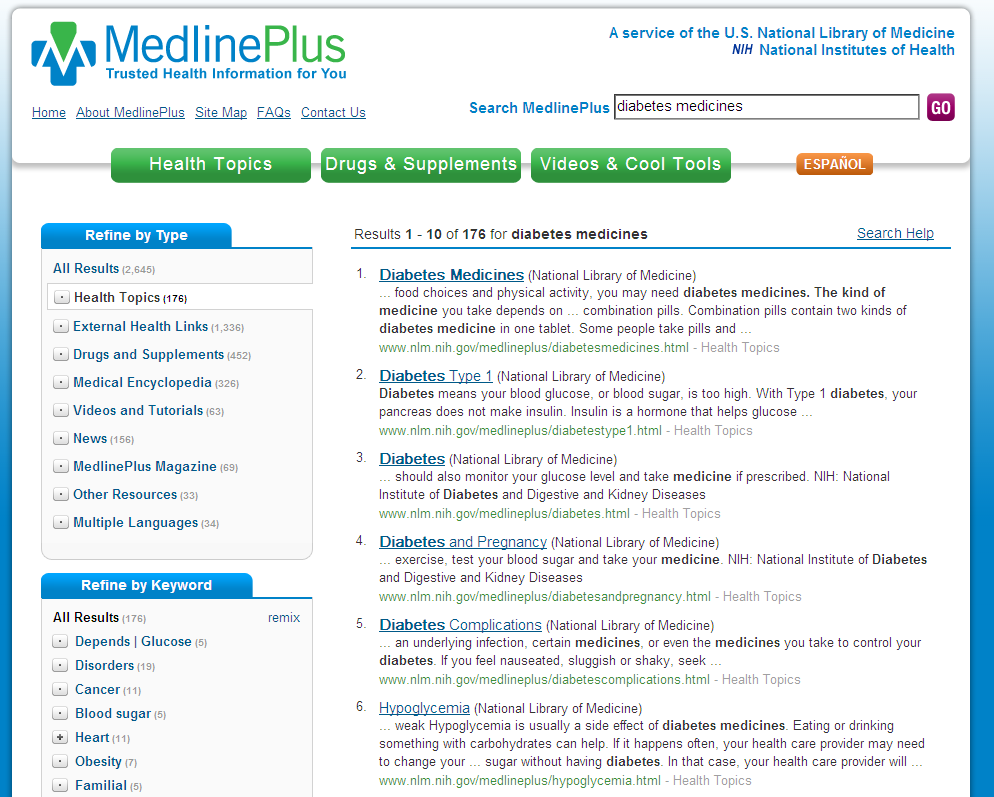 MedlinePlus
Trusted Health Information for You
A service of the U.S. National Library of Medicine
NIH National Institutes of Health
Home About MedlinePlus Site Map FAQs Contact Us
Search MedlinePlus diabetes medicines GO
Health Topics Drugs & Supplements Videos & Cool Tools ESPAÑOL
Refine by Type
All Results (2,645)
Health Topics (176)
External Health Links (1,336)
Drugs and Supplements (452)
Medical Encyclopedia (326)
Videos and Tutorials (63)
News (156)
MedlinePlus Magazine (69)
Other Resources (33)
Multiple Languages (34)
Refine by Keyword
All Results (176) remix
Depends | Glucose (5)
Disorders (19)
Cancer (11)
Blood sugar (5)
Heart (11)
Obesity (7)
Familial (5)
Results 1 - 10 of 176 for diabetes medicines Search Help
1. Diabetes Medicines (National Library of Medicine)
... food choices and physical activity, you may need diabetes medicines. The kind of
medicine you take depends on ... combination pills. Combination pills contain two kinds of
diabetes medicine in one tablet. Some people take pills and ...
www.nlm.nih.gov/medlineplus/diabetesmedicines.html - Health Topics
2. Diabetes Type 1 (National Library of Medicine)
Diabetes means your blood glucose, or blood sugar, is too high. With Type 1 diabetes, your
pancreas does not make insulin. Insulin is a hormone that helps glucose ...
www.nlm.nih.gov/medlineplus/diabetestype1.html - Health Topics
3. Diabetes (National Library of Medicine)
... should also monitor your glucose level and take medicine if prescribed. NIH: National
Institute of Diabetes and Digestive and Kidney Diseases
www.nlm.nih.gov/medlineplus/diabetes.html - Health Topics
4. Diabetes and Pregnancy (National Library of Medicine)
... exercise, test your blood sugar and take your medicine. NIH: National Institute of Diabetes
and Digestive and Kidney Diseases
www.nlm.nih.gov/medlineplus/diabetesandpregnancy.html - Health Topics
5. Diabetes Complications (National Library of Medicine)
... an underlying infection, certain medicines, or even the medicines you take to control your
diabetes. If you feel nauseated, sluggish or shaky, seek ...
www.nlm.nih.gov/medlineplus/diabetescomplications.html - Health Topics
6. Hypoglycemia (National Library of Medicine)
... weak Hypoglycemia is usually a side effect of diabetes medicines. Eating or drinking
something with carbohydrates can help. If it happens often, your health care provider may need
to change your ... sugar without having diabetes. In that case, your health care provider will ...
www.nlm.nih.gov/medlineplus/hypoglycemia.html - Health Topics